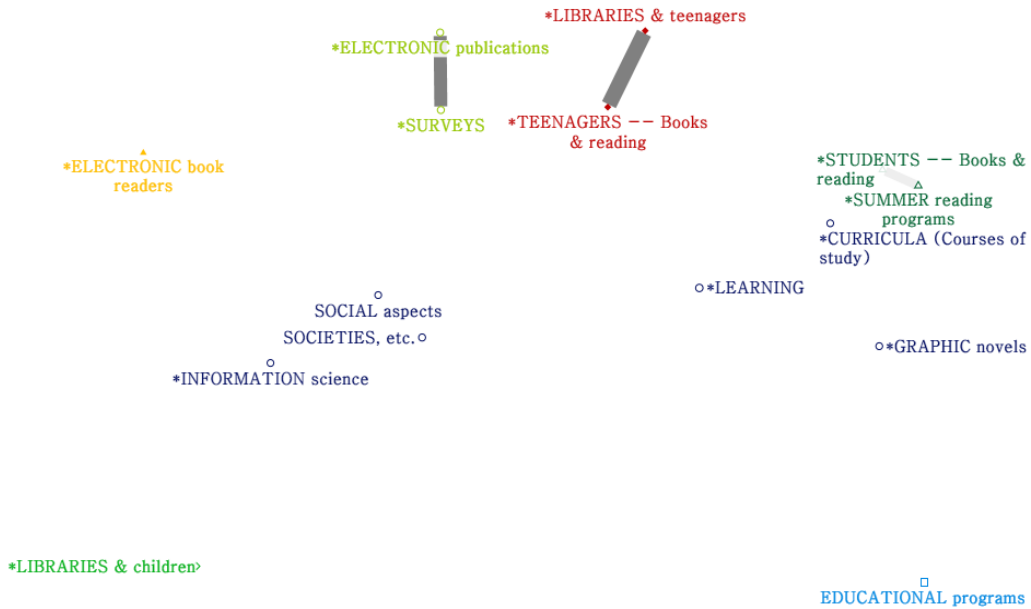 *LIBRARIES & teenagers
*ELECTRONIC publications
*SURVEYS
*TEENAGERS -- Books
& reading
*ELECTRONIC book
readers
*STUDENTS -- Books &
reading
*SUMMER reading
programs
*CURRICULA (Courses of
study)
*LEARNING
SOCIAL aspects
SOCIETIES, etc.
*GRAPHIC novels
*INFORMATION science
*LIBRARIES & children
EDUCATIONAL programs